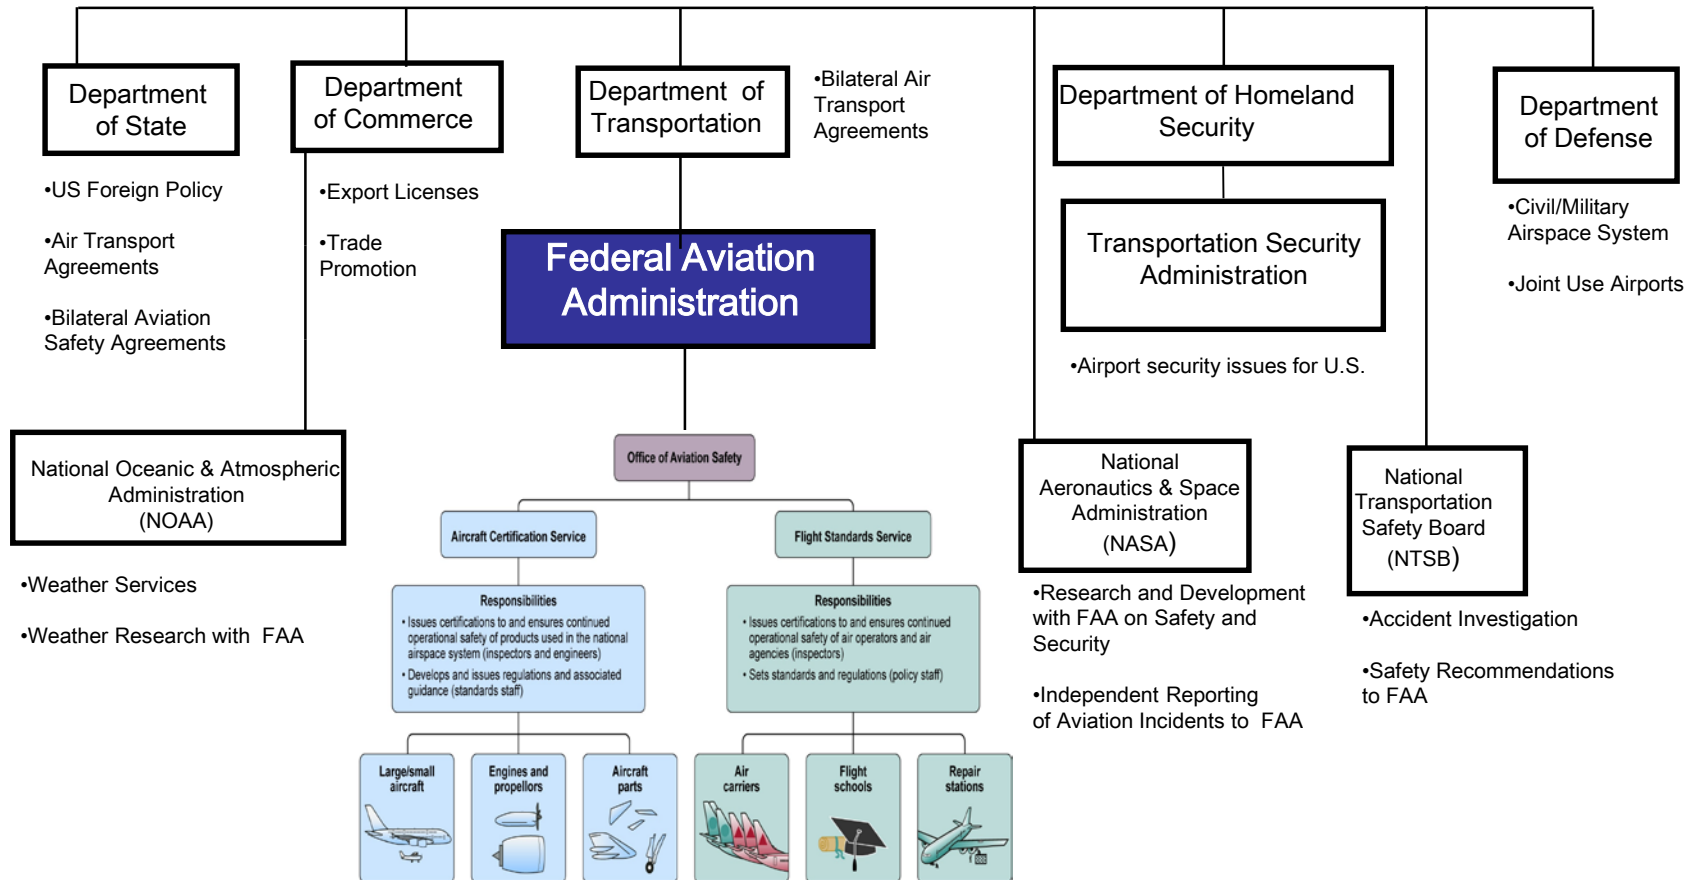 Department
of State
•US Foreign Policy
•Air Transport
Agreements
•Bilateral Aviation
Safety Agreements
Department
of Commerce
•Export Licenses
•Trade
Promotion
National Oceanic & Atmospheric
Administration
(NOAA)
•Weather Services
•Weather Research with FAA
Department of
Transportation
•Bilateral Air
Transport
Agreements
Federal Aviation
Administration
Office of Aviation Safety
Aircraft Certification Service
Responsibilities
• Issues certifications to and ensures continued
operational safety of products used in the national
airspace system (inspectors and engineers)
• Develops and issues regulations and associated
guidance (standards staff)
Large/small
aircraft
Engines and
propellors
Aircraft
parts
Flight Standards Service
Responsibilities
• Issues certifications to and ensures continued
operational safety of air operators and air
agencies (inspectors)
• Sets standards and regulations (policy staff)
Air
carriers
Flight
schools
Repair
stations
Department of Homeland
Security
Transportation Security
Administration
•Airport security issues for U.S.
National
Aeronautics & Space
Administration
(NASA)
•Research and Development
with FAA on Safety and
Security
•Independent Reporting
of Aviation Incidents to FAA
National
Transportation
Safety Board
(NTSB)
•Accident Investigation
•Safety Recommendations
to FAA
Department
of Defense
•Civil/Military
Airspace System
•Joint Use Airports